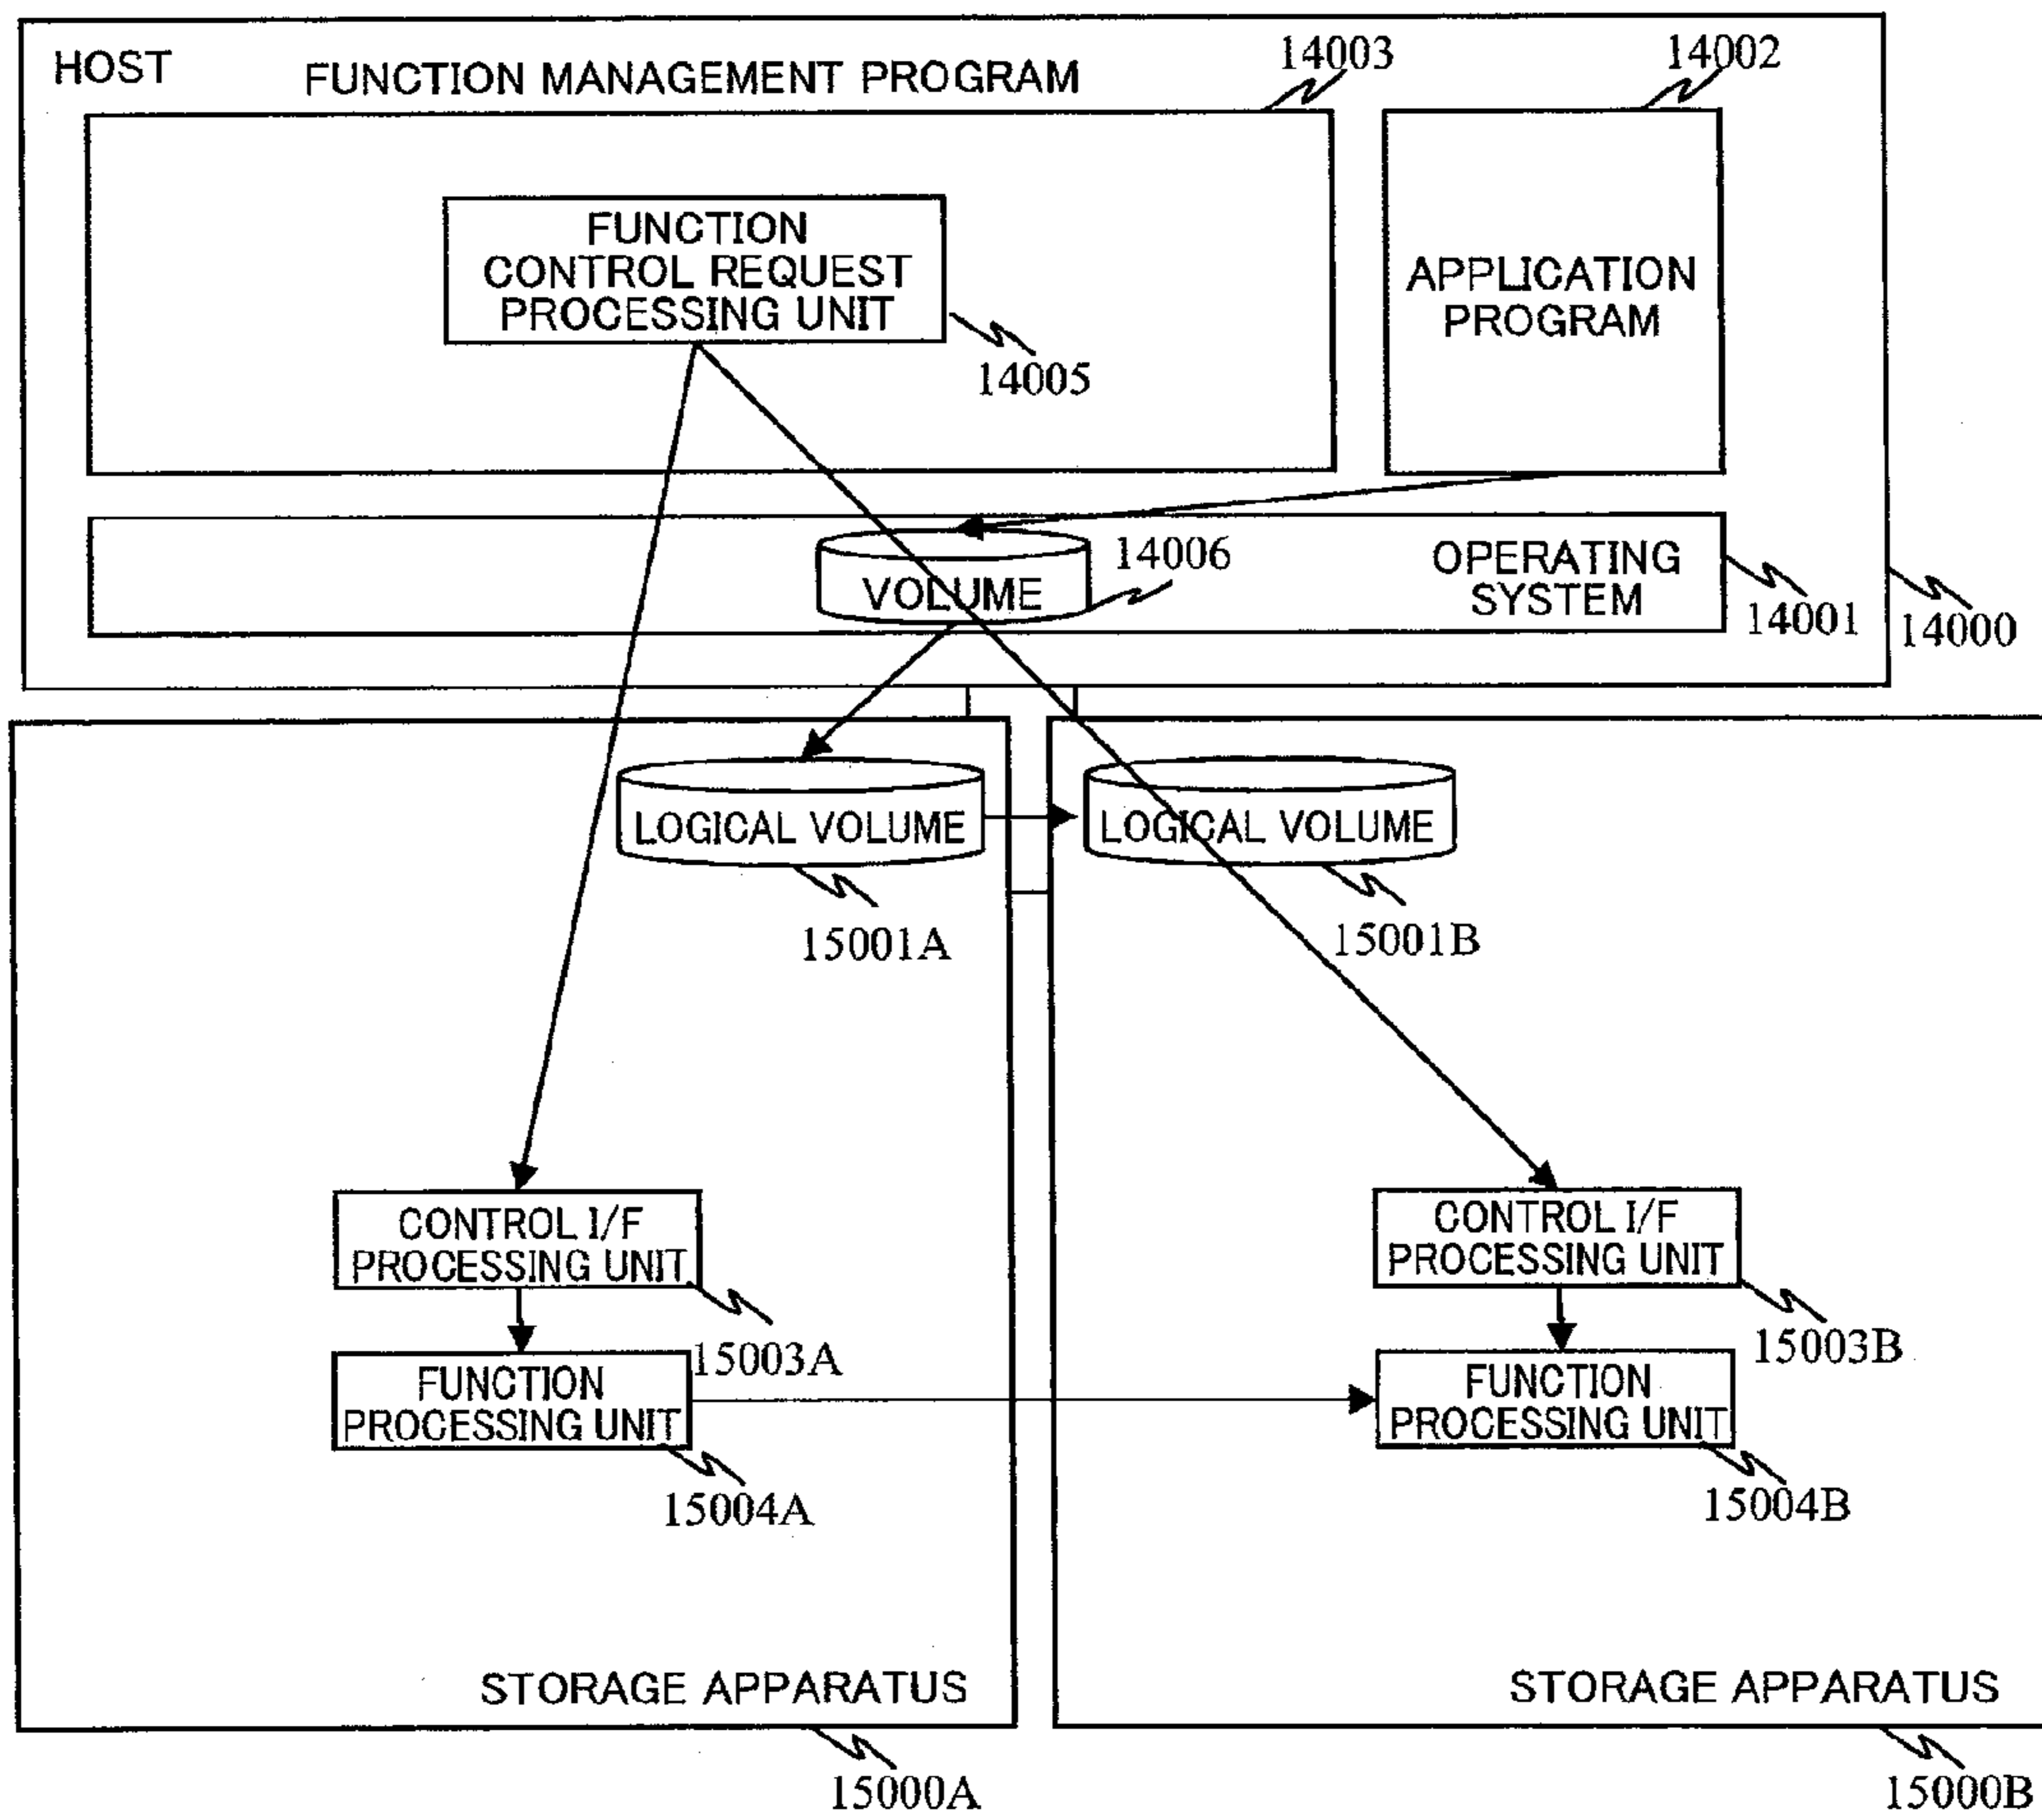 HOST
FUNCTION MANAGEMENT PROGRAM
14003
14002
FUNCTION
CONTROL REQUEST
PROCESSING UNIT
14005
APPLICATION
PROGRAM
VOLUME
14006
OPERATING
SYSTEM
14001
14000
LOGICAL VOLUME
15001A
LOGICAL VOLUME
15001B
CONTROL I/F
PROCESSING UNIT
15003A
FUNCTION
PROCESSING UNIT
15004A
CONTROL I/F
PROCESSING UNIT
15003B
FUNCTION
PROCESSING UNIT
15004B
STORAGE APPARATUS
15000A
STORAGE APPARATUS
15000B